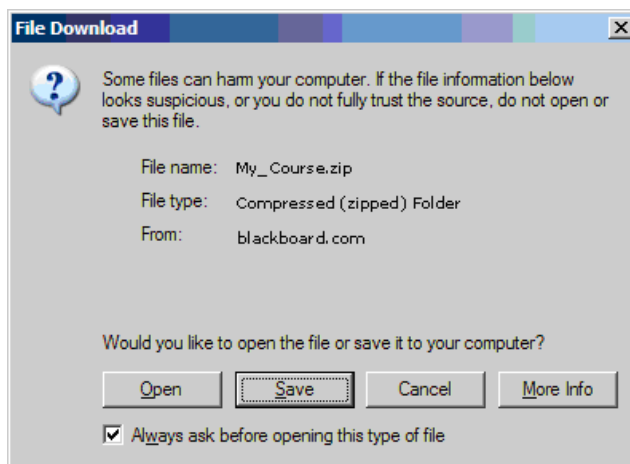 File Download
Some files can harm your computer. If the file information below
looks suspicious, or you do not fully trust the source, do not open or
save this file.
File name: My_Course.zip
File type: Compressed (zipped) Folder
From: blackboard.com
Would you like to open the file or save it to your computer?
Open Save Cancel More Info
Always ask before opening this type of file